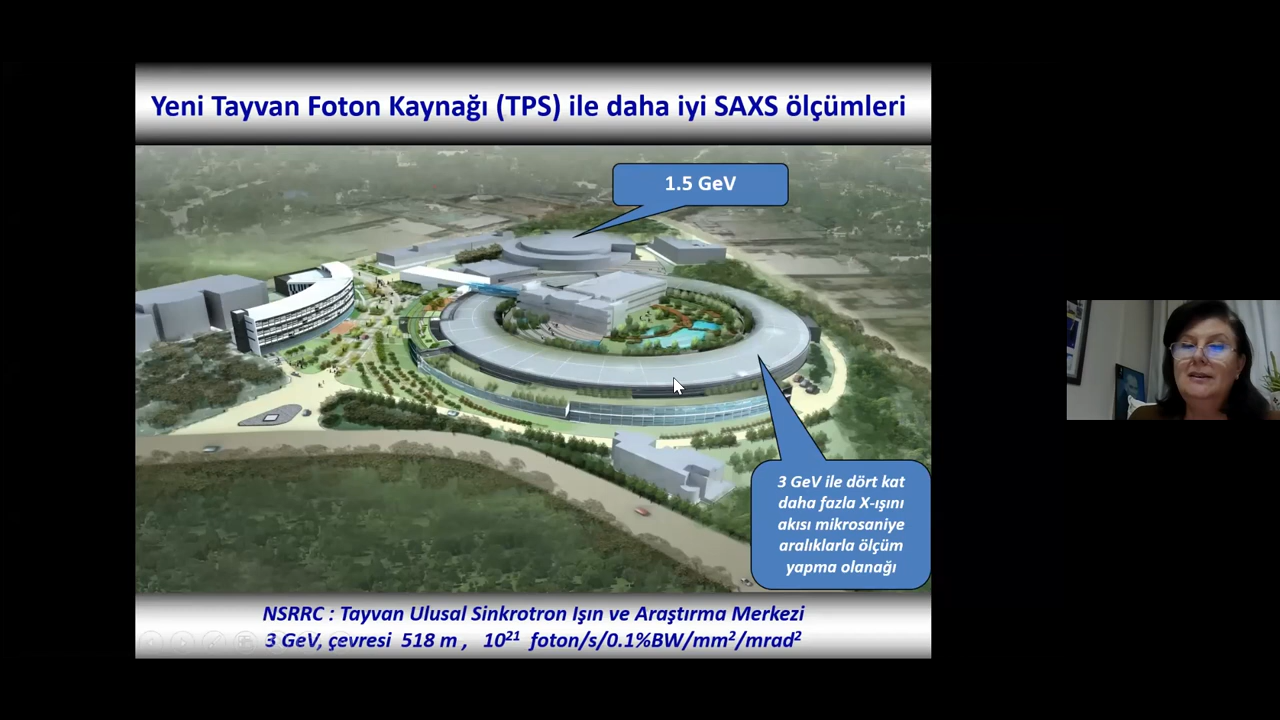 Yeni Tayvan Foton Kaynağı (TPS) ile daha iyi SAXS ölçümleri
1.5 GeV
3 GeV ile dört kat
daha fazla X-ışını
akısı mikrosaniye
aralıklarla ölçüm
yapma olanağı
NSRRC : Tayvan Ulusal Sinkrotron Işın ve Araştırma Merkezi
3 GeV, çevresi 518 m , 10²¹ foton/s/0.1%BW/mm²/mrad²